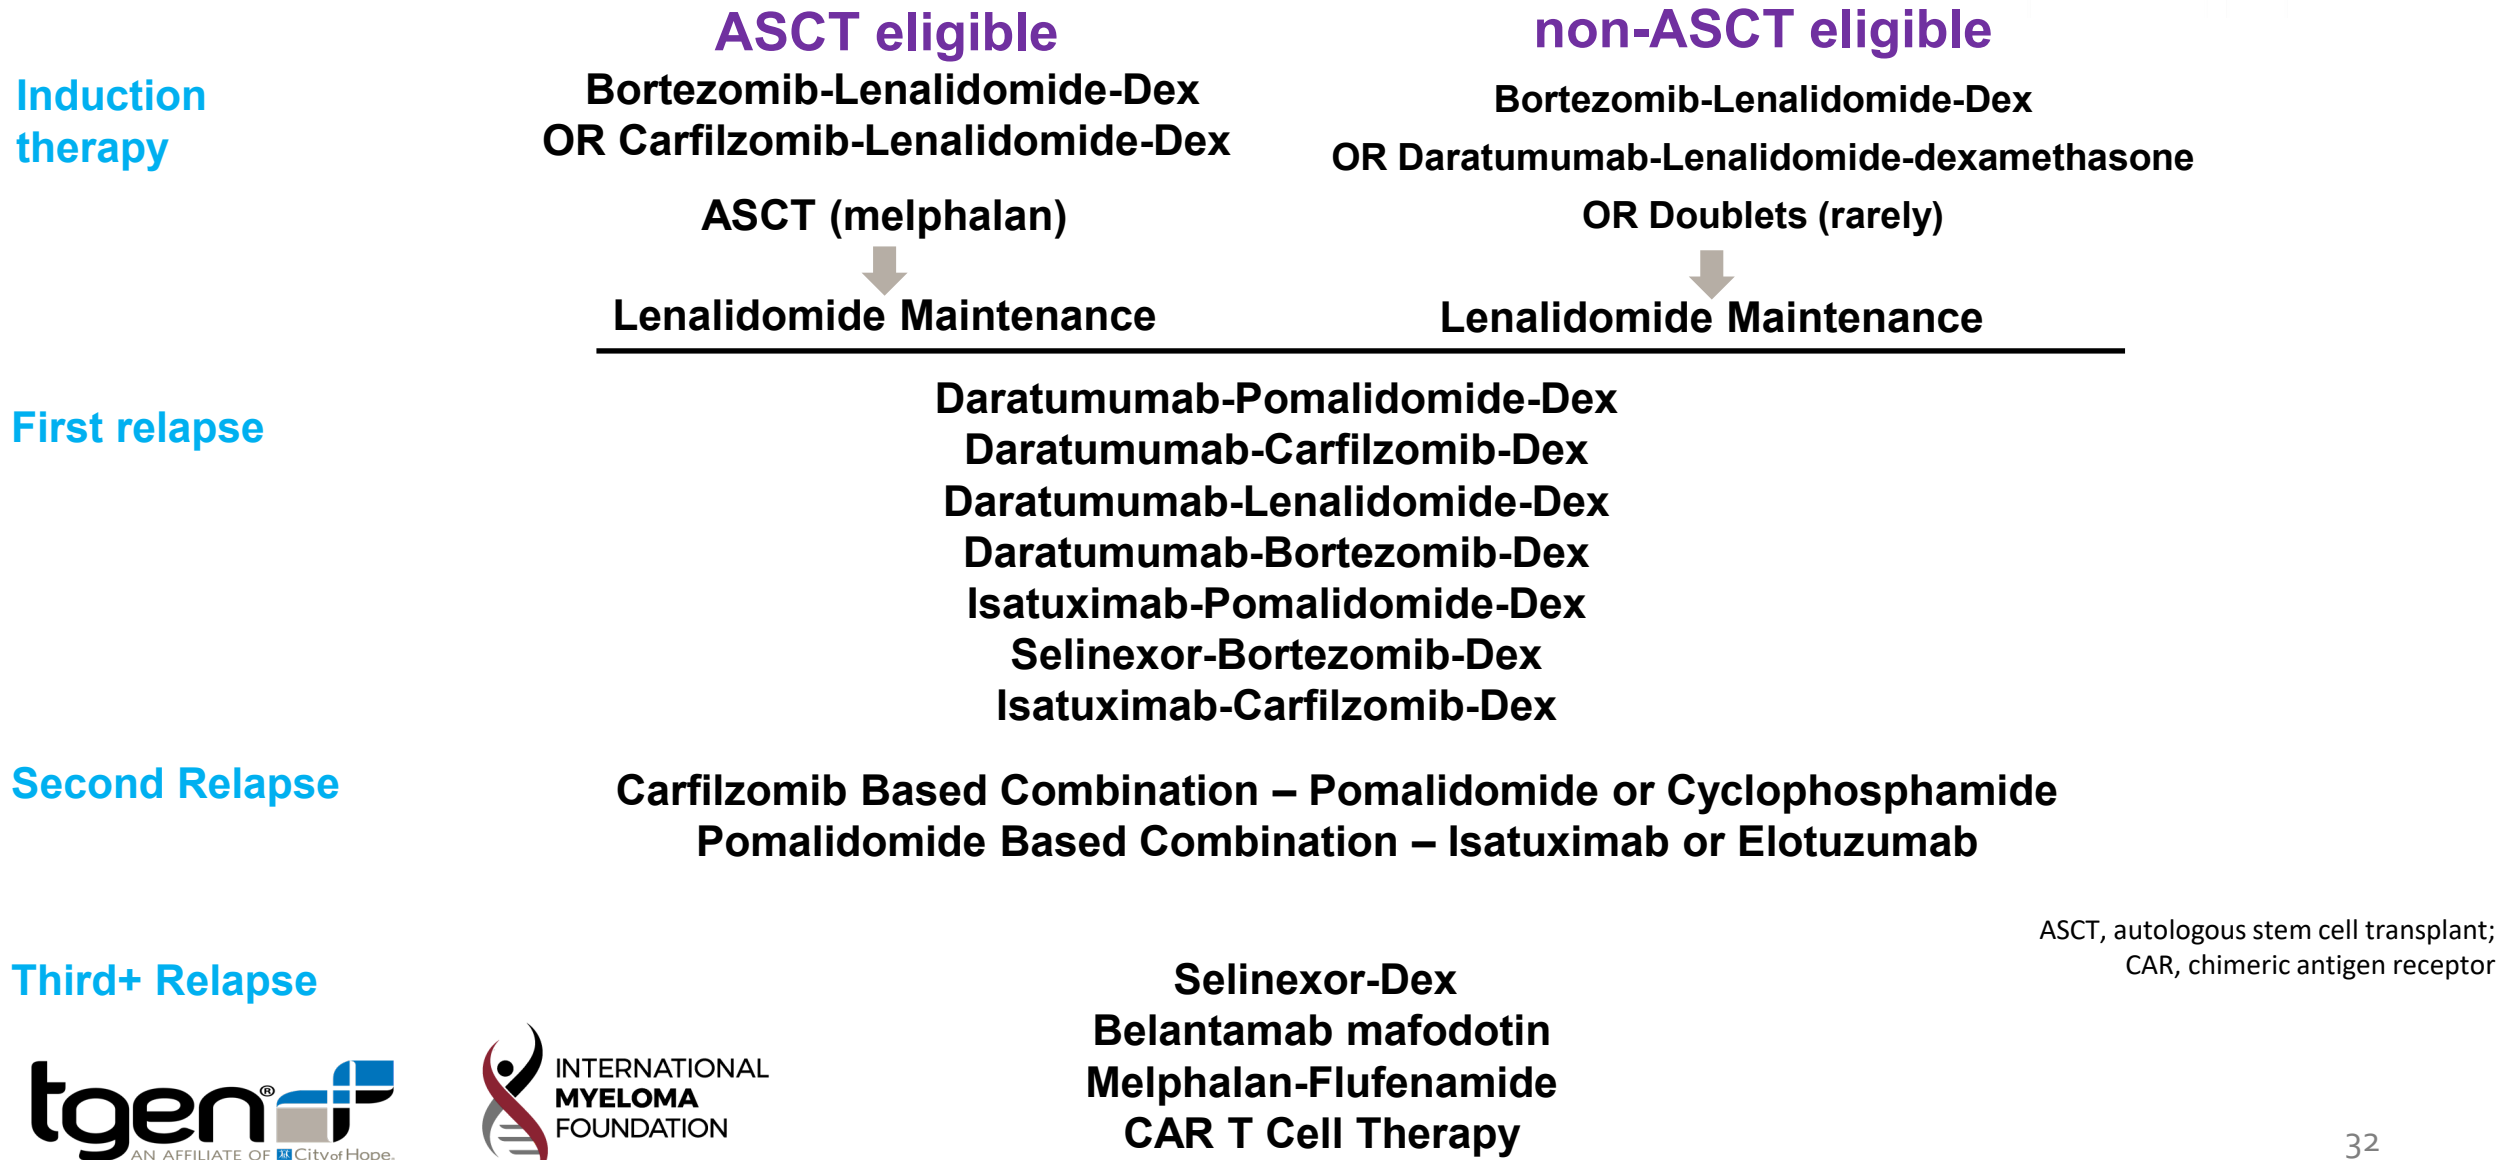 ASCT eligible
non-ASCT eligible
Induction
therapy
Bortezomib-Lenalidomide-Dex
OR Carfilzomib-Lenalidomide-Dex
ASCT (melphalan)
Lenalidomide Maintenance
Bortezomib-Lenalidomide-Dex
OR Daratumumab-Lenalidomide-dexamethasone
OR Doublets (rarely)
Lenalidomide Maintenance
First relapse
Daratumumab-Pomalidomide-Dex
Daratumumab-Carfilzomib-Dex
Daratumumab-Lenalidomide-Dex
Daratumumab-Bortezomib-Dex
Isatuximab-Pomalidomide-Dex
Selinexor-Bortezomib-Dex
Isatuximab-Carfilzomib-Dex
Second Relapse
Carfilzomib Based Combination – Pomalidomide or Cyclophosphamide
Pomalidomide Based Combination – Isatuximab or Elotuzumab
ASCT, autologous stem cell transplant;
CAR, chimeric antigen receptor
Third+ Relapse
Selinexor-Dex
Belantamab mafodotin
Melphalan-Flufenamide
CAR T Cell Therapy
tgen®
AN AFFILIATE OF City of Hope.
INTERNATIONAL
MYELOMA
FOUNDATION
32